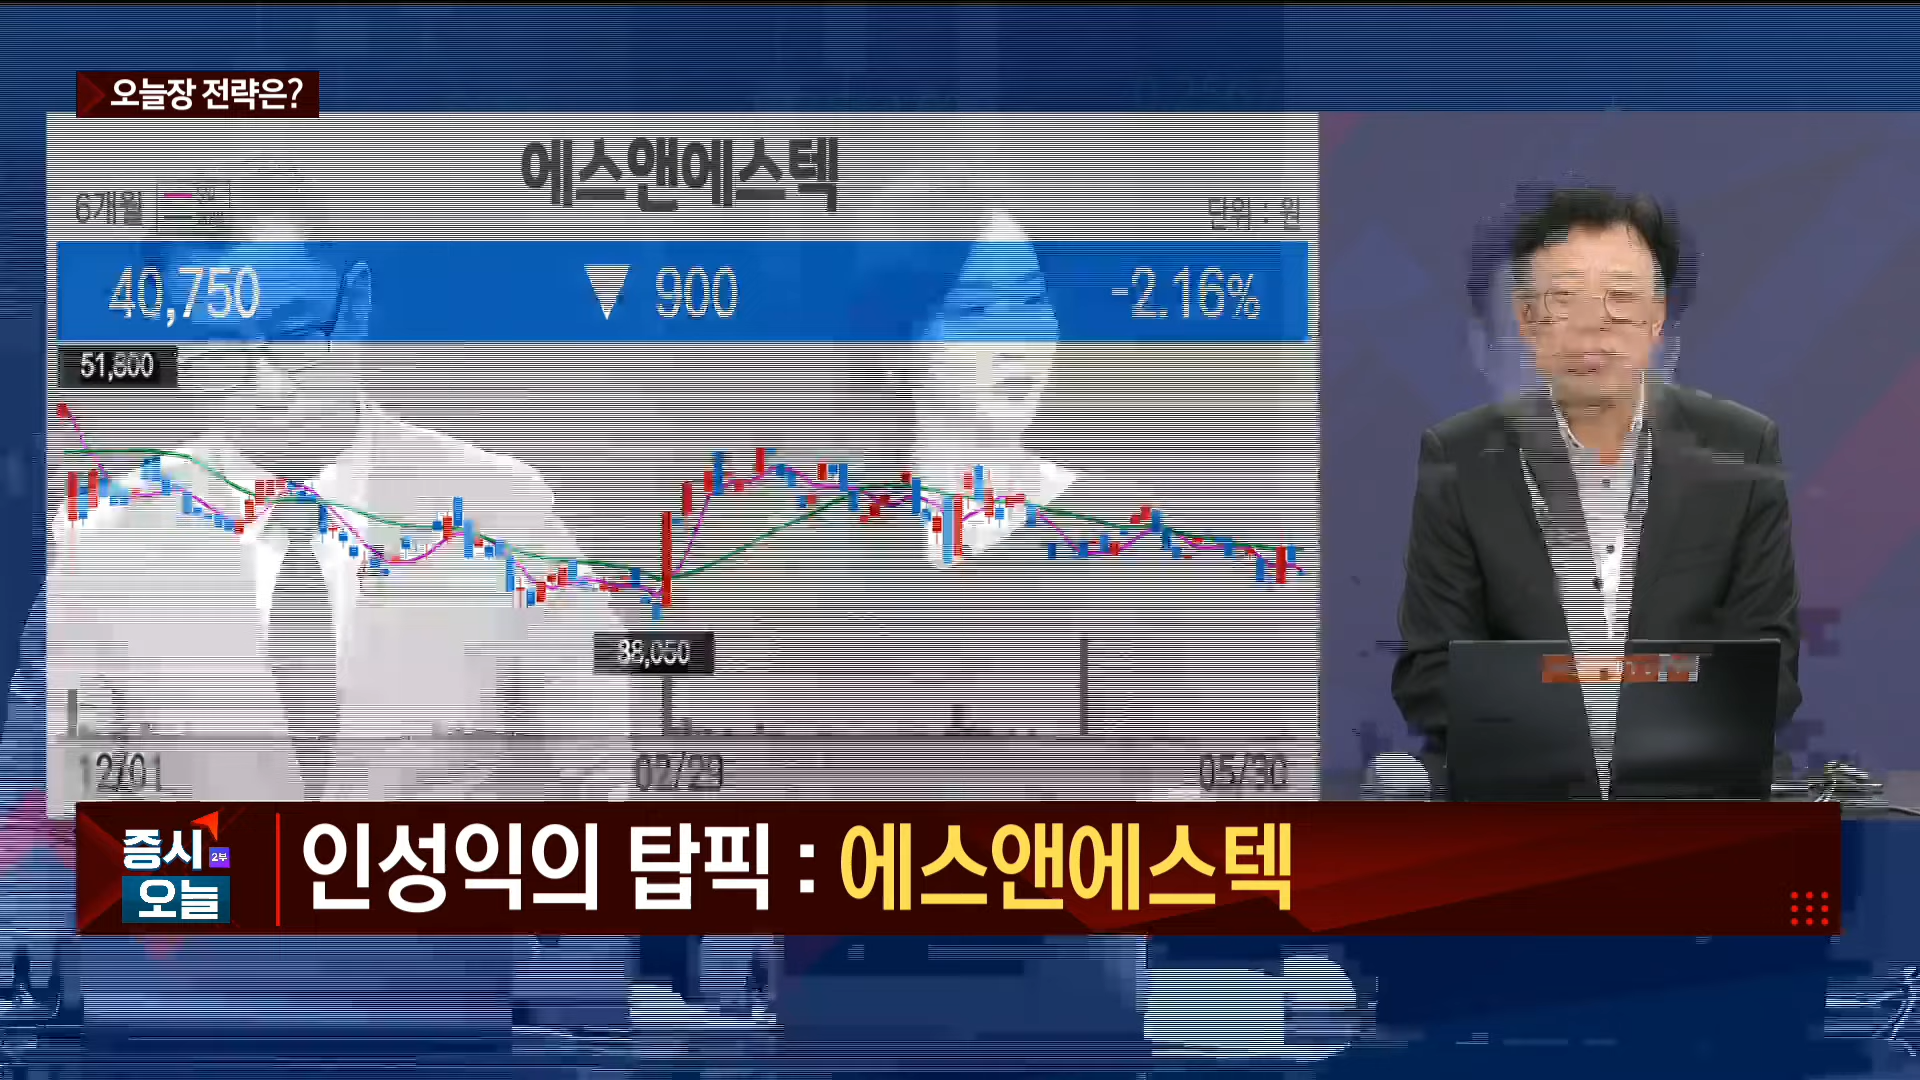 오늘장 전략은?
에스앤에스텍
6개월
단위 : 원
40,750 ▼ 900 -2.16%
51,800
38,050
12/01 02/29 05/30
증시 2부
오늘
인성익의 탑픽 : 에스앤에스텍